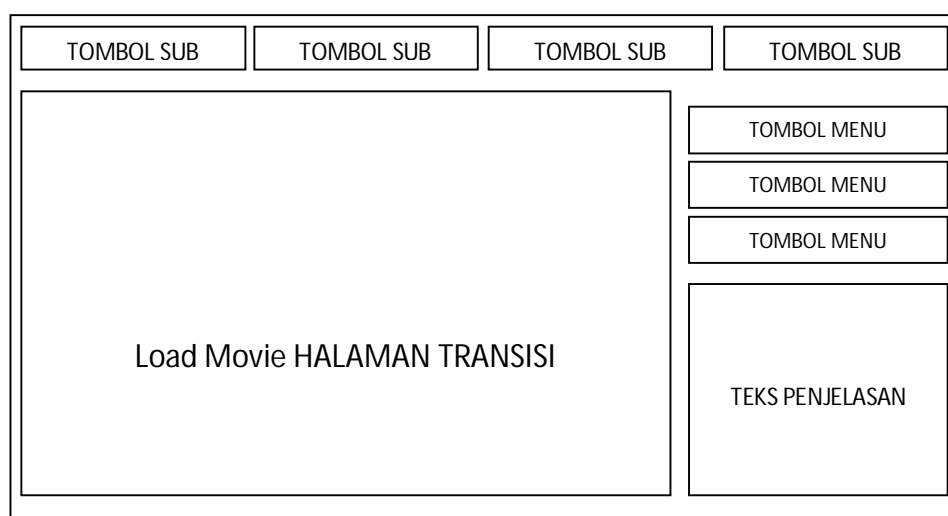 TOMBOL SUB
TOMBOL SUB
TOMBOL SUB
TOMBOL SUB
TOMBOL MENU
TOMBOL MENU
TOMBOL MENU
Load Movie HALAMAN TRANSISI
TEKS PENJELASAN